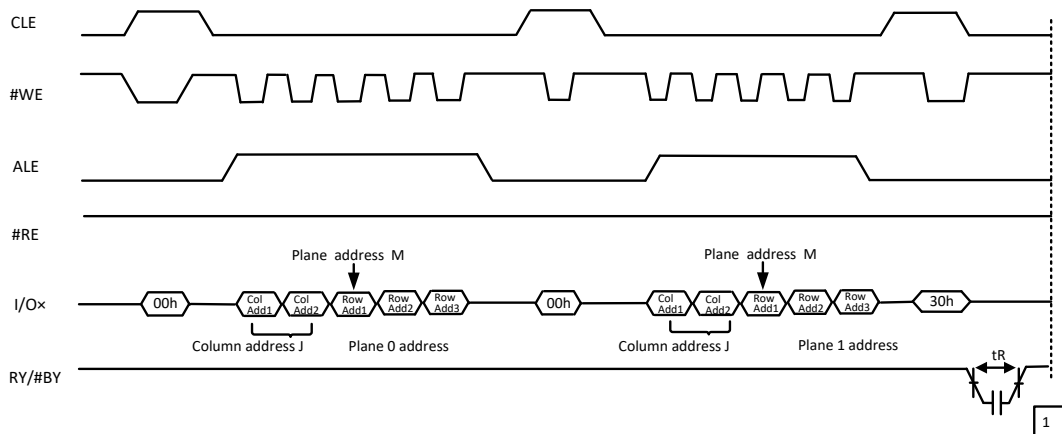 CLE
#WE
ALE
#RE
Plane address M
Plane address M
I/O×
00h
Col Add1
Col Add2
Row Add1
Row Add2
Row Add3
00h
Col Add1
Col Add2
Row Add1
Row Add2
Row Add3
30h
Column address J
Plane 0 address
Column address J
Plane 1 address
RY/#BY
tR
1